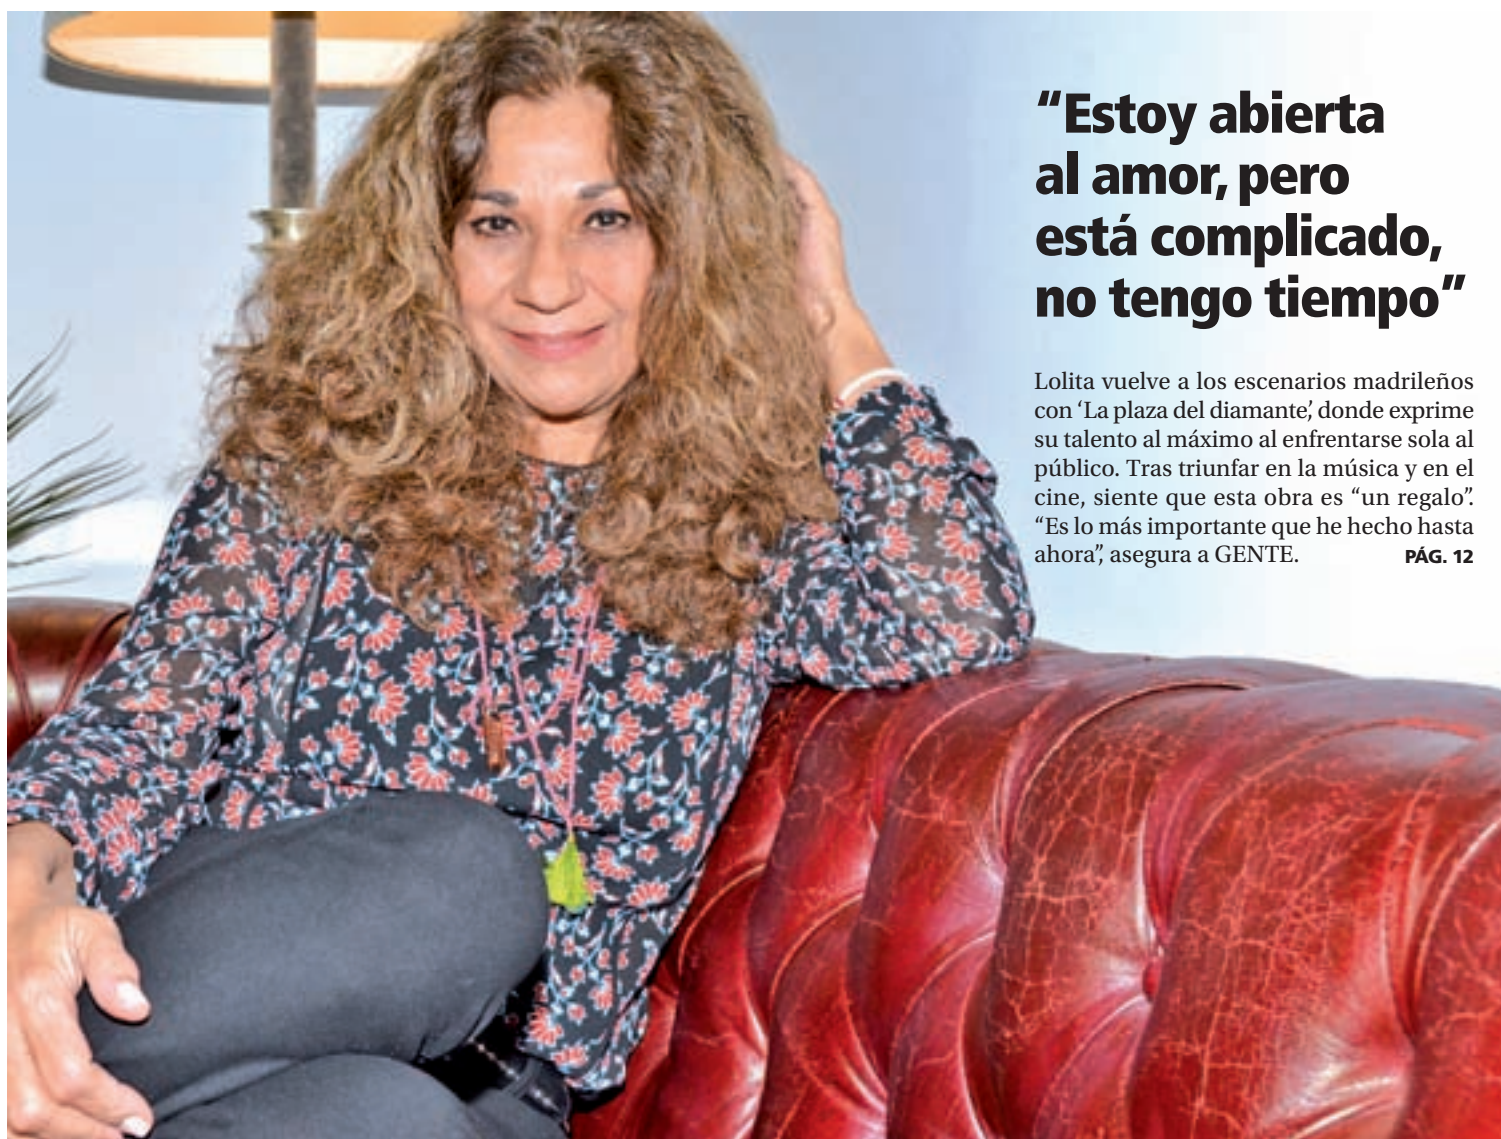 “Estoy abierta
al amor, pero
está complicado,
no tengo tiempo”
Lolita vuelve a los escenarios madrileños
con ‘La plaza del diamante’, donde exprime
su talento al máximo al enfrentarse sola al
público. Tras triunfar en la música y en el
cine, siente que esta obra es “un regalo”.
“Es lo más importante que he hecho hasta
ahora”, asegura a GENTE. PÁG. 12